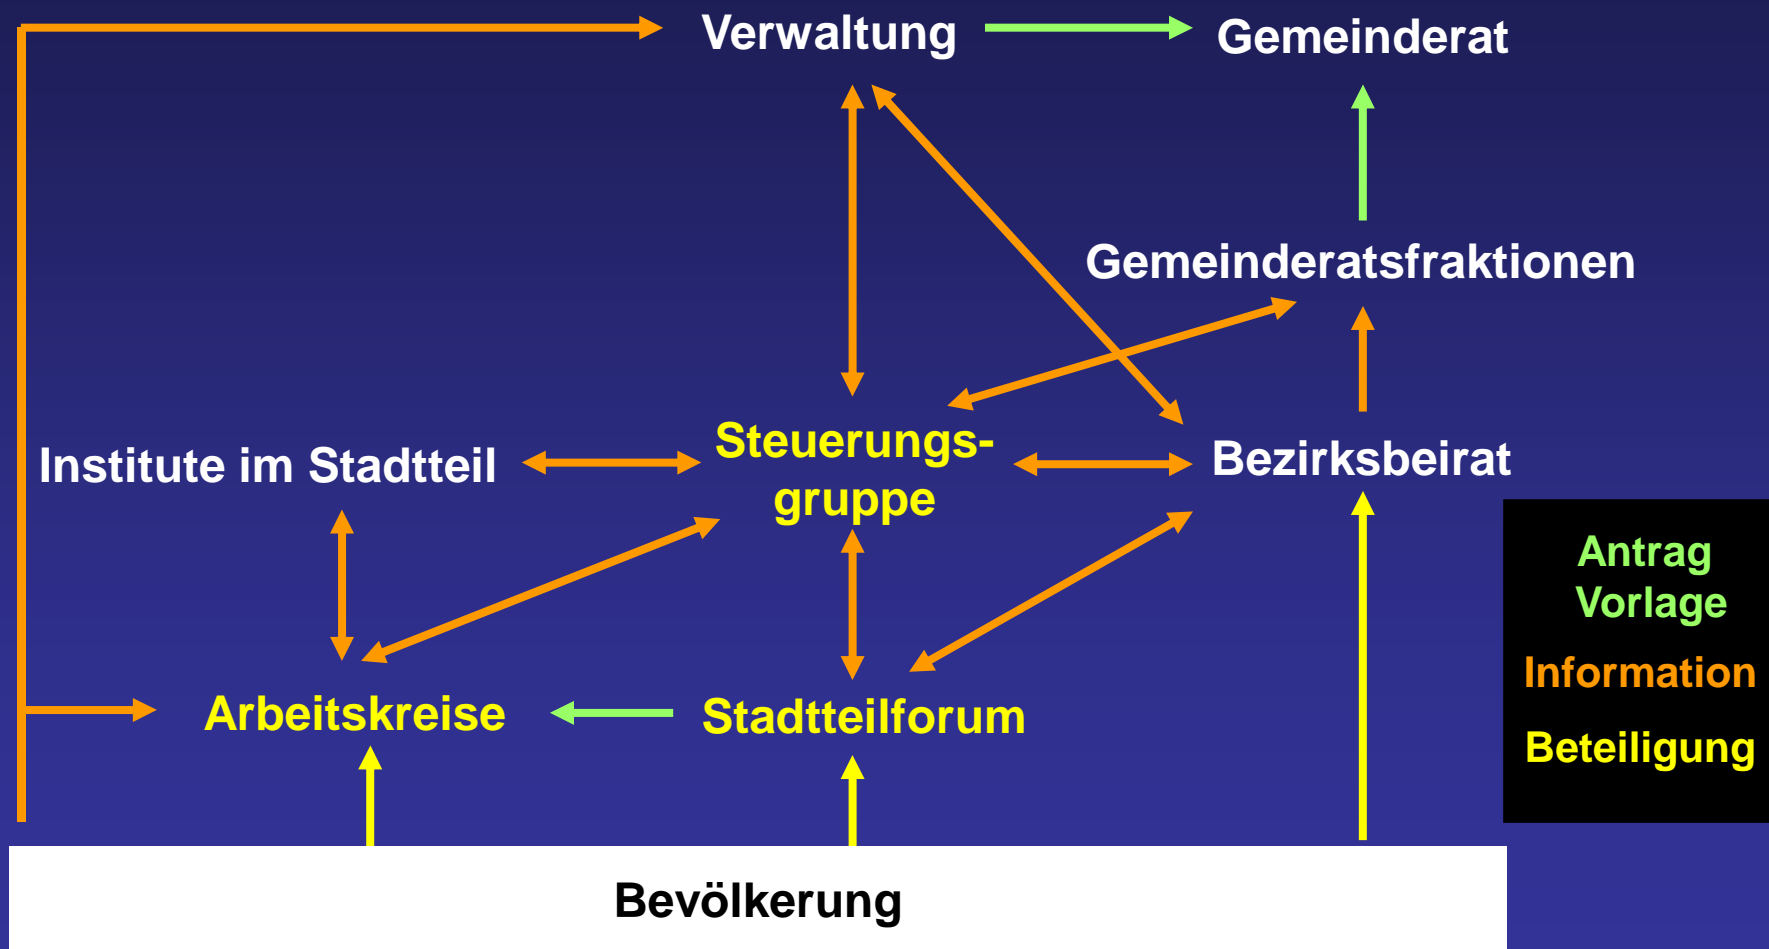 Verwaltung
Gemeinderat
Gemeinderatsfraktionen
Institute im Stadtteil
Steuerungs-
gruppe
Bezirksbeirat
Arbeitskreise
Stadtteilforum
Antrag
Vorlage
Information
Beteiligung
Bevölkerung